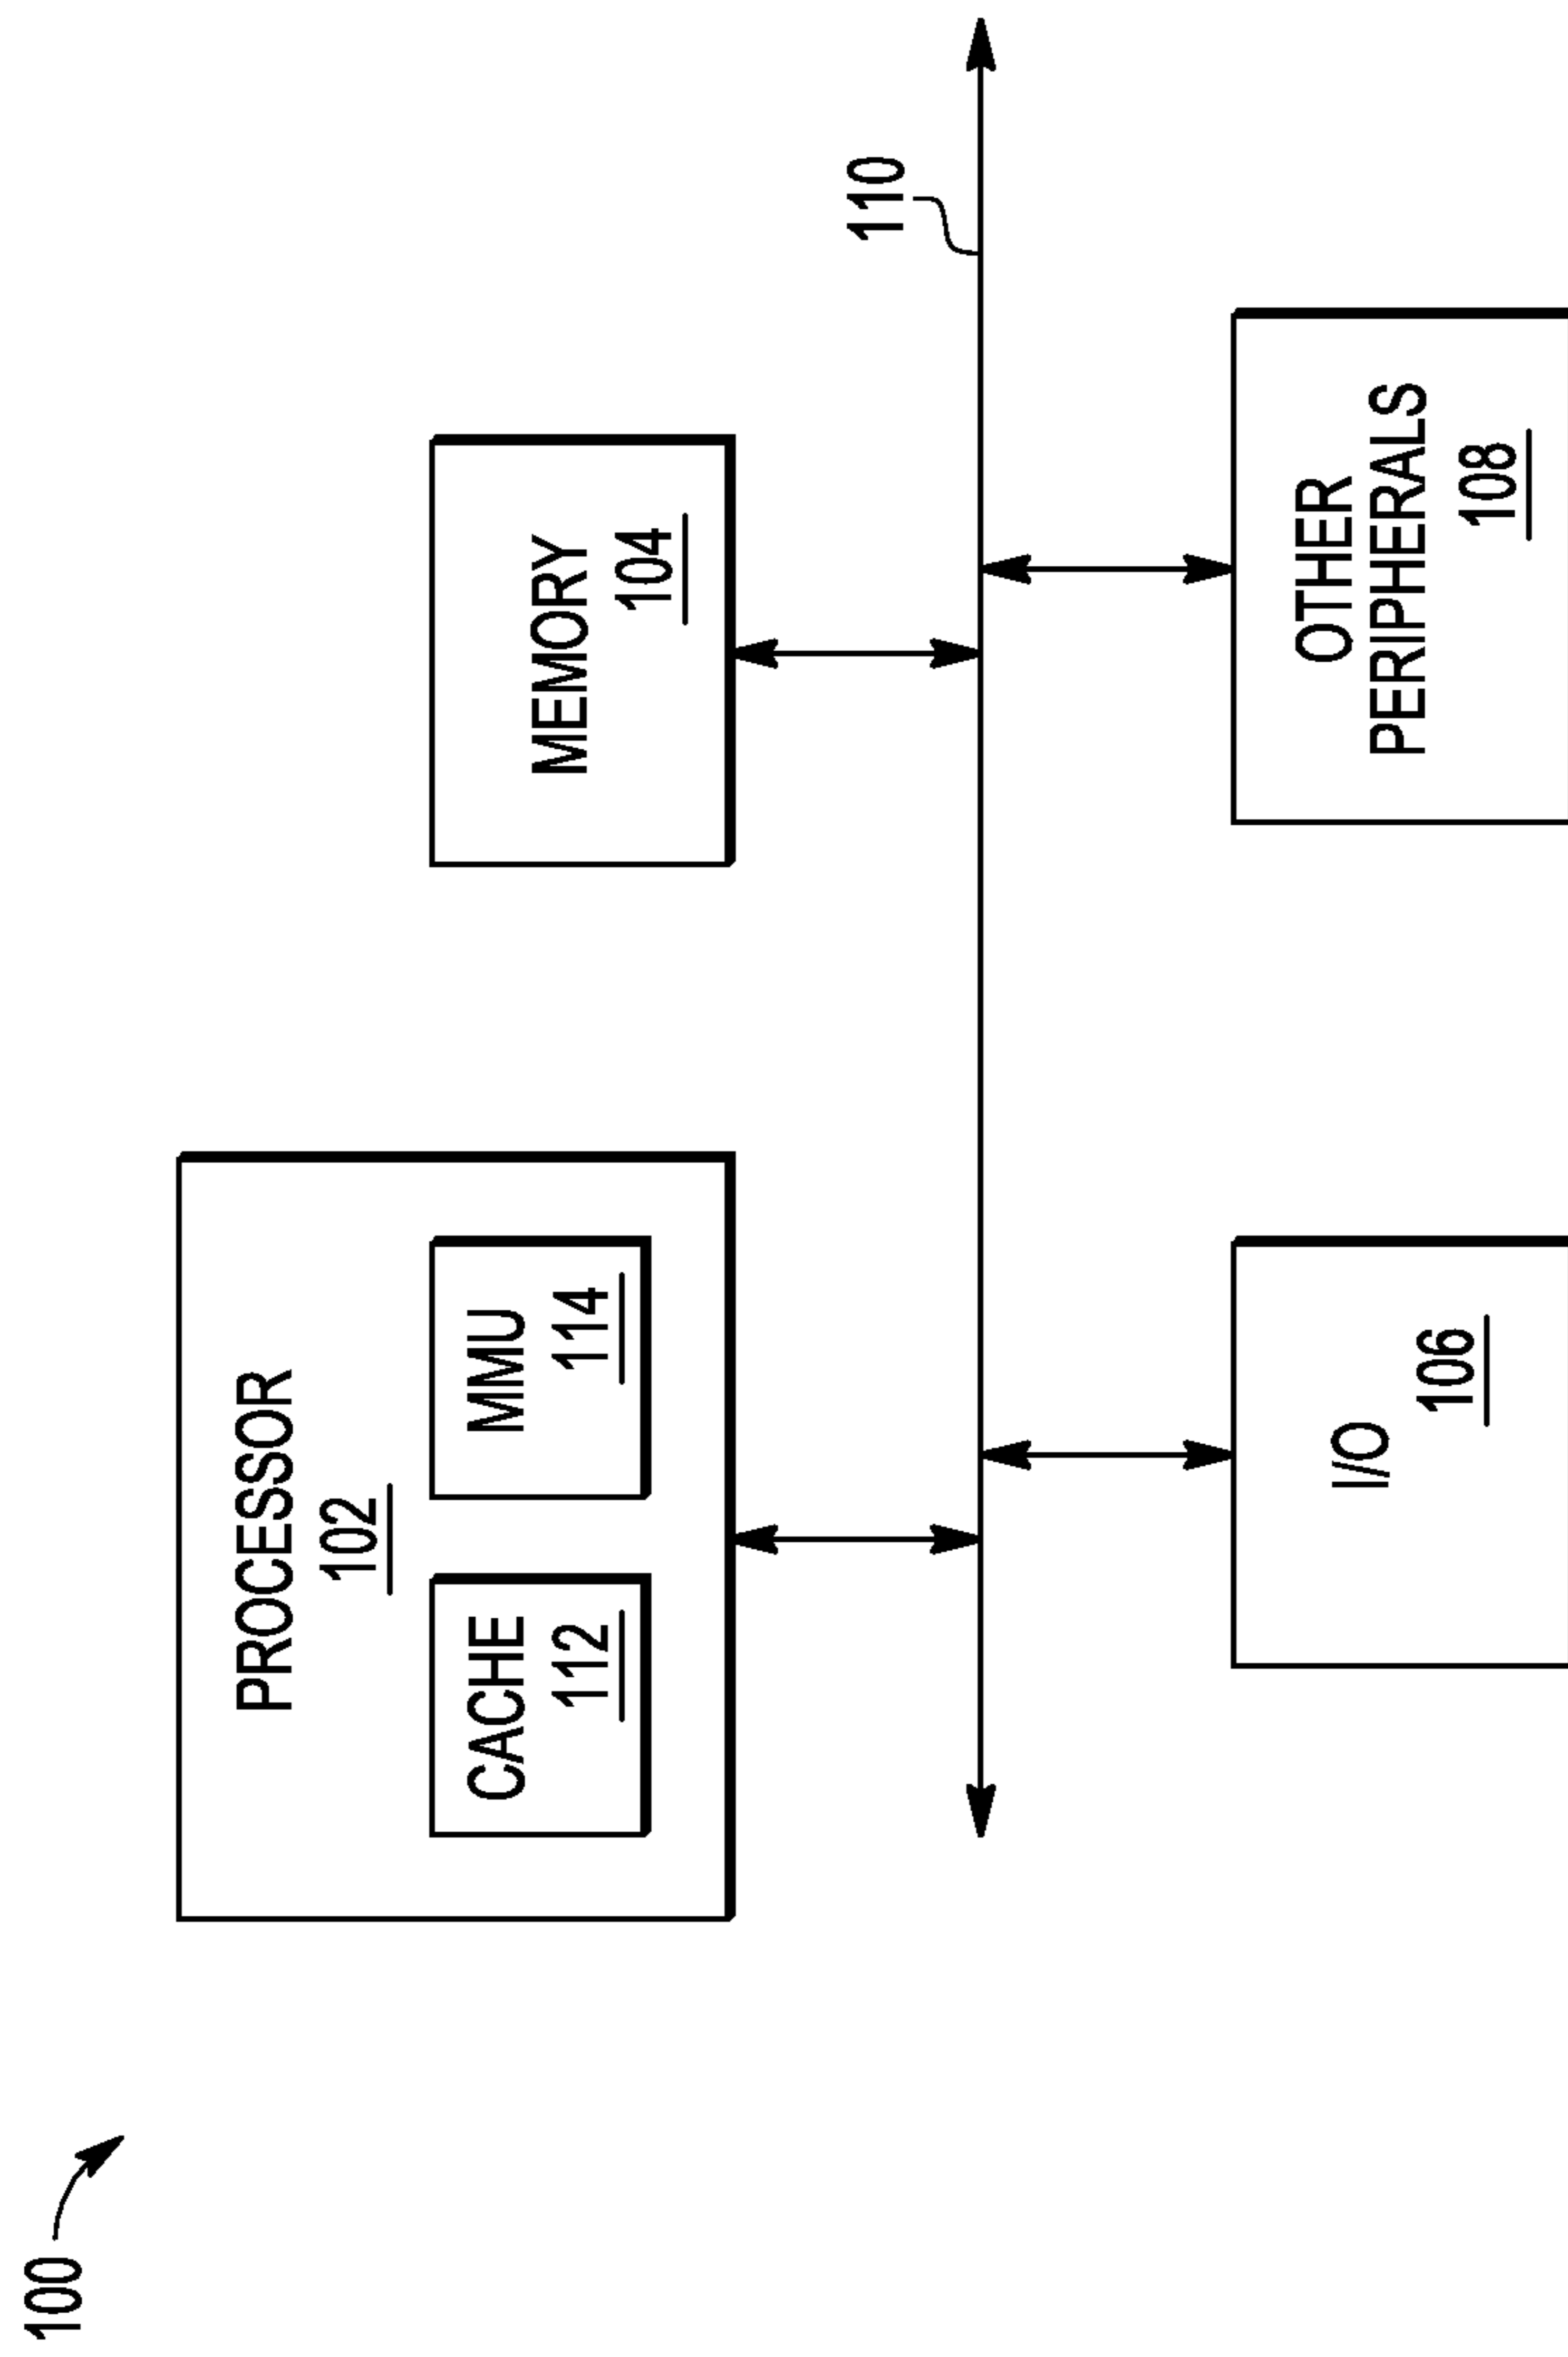 100
PROCESSOR
102
CACHE
112
MMU
114
MEMORY
104
110
I/O
106
OTHER
PERIPHERALS
108